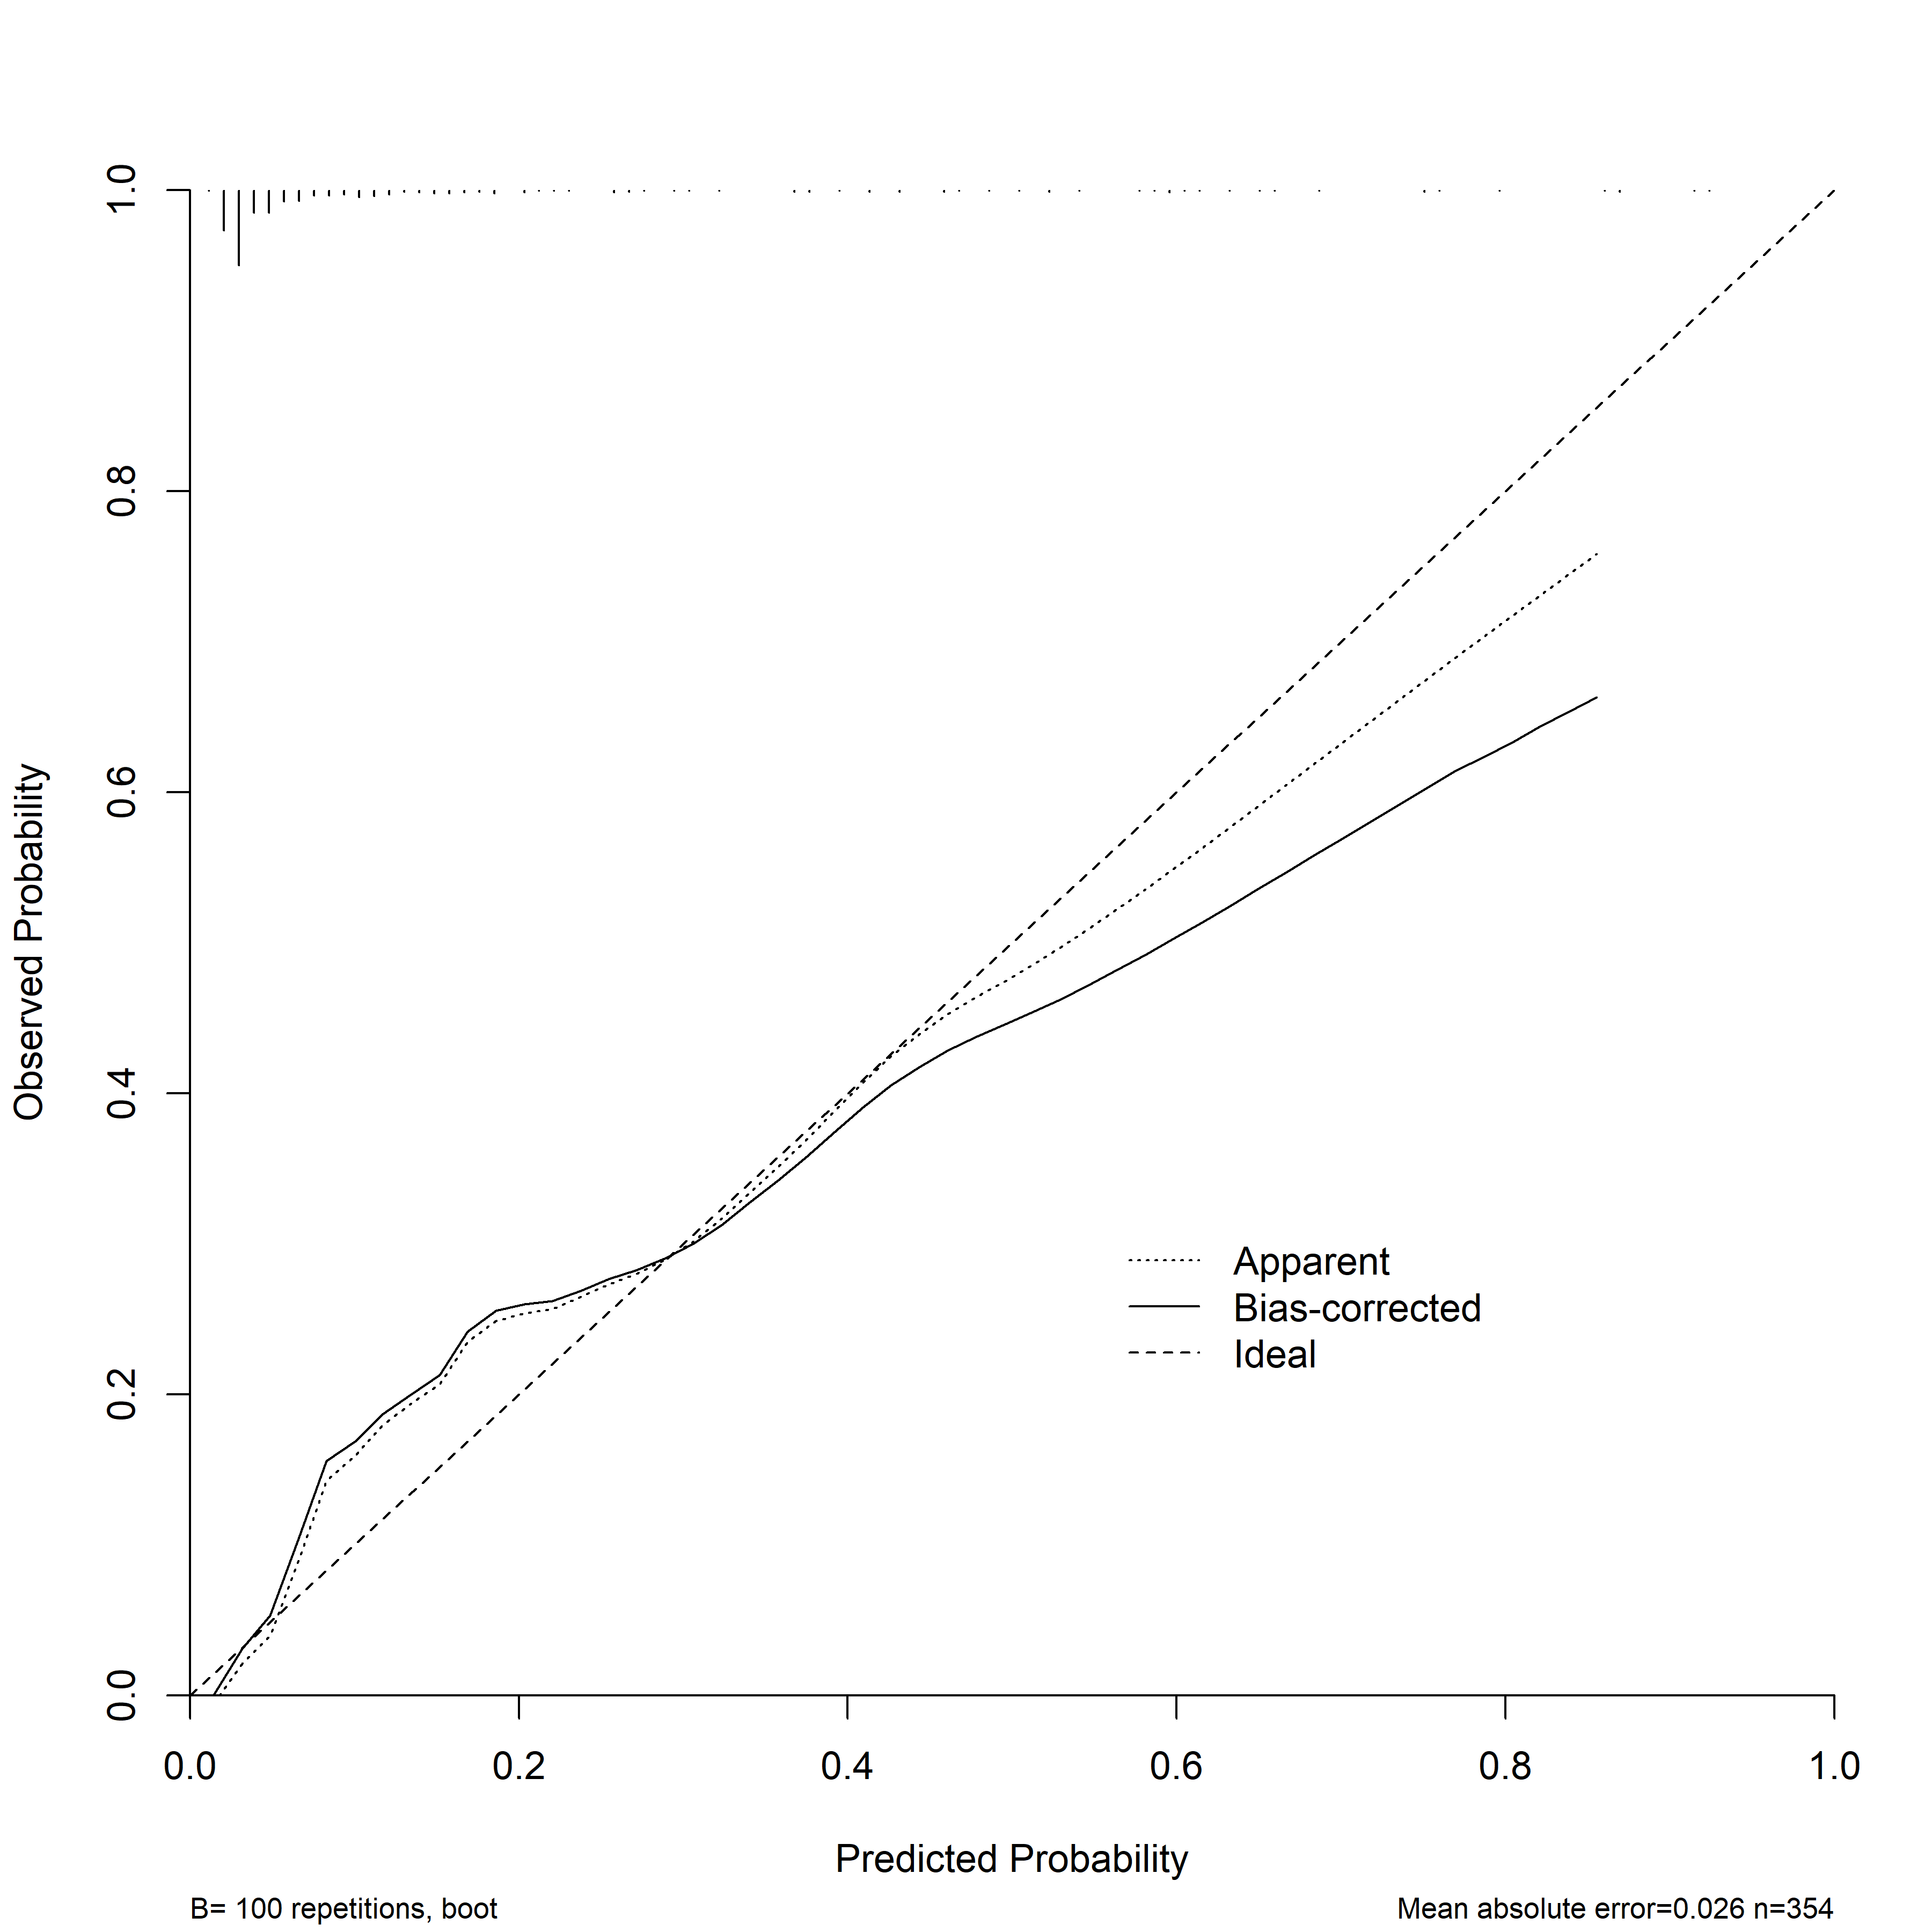 1.0
0.8
0.6
0.4
0.2
0.0
Observed Probability
Apparent
Bias-corrected
Ideal
0.0 0.2 0.4 0.6 0.8 1.0
Predicted Probability
B= 100 repetitions, boot
Mean absolute error=0.026 n=354